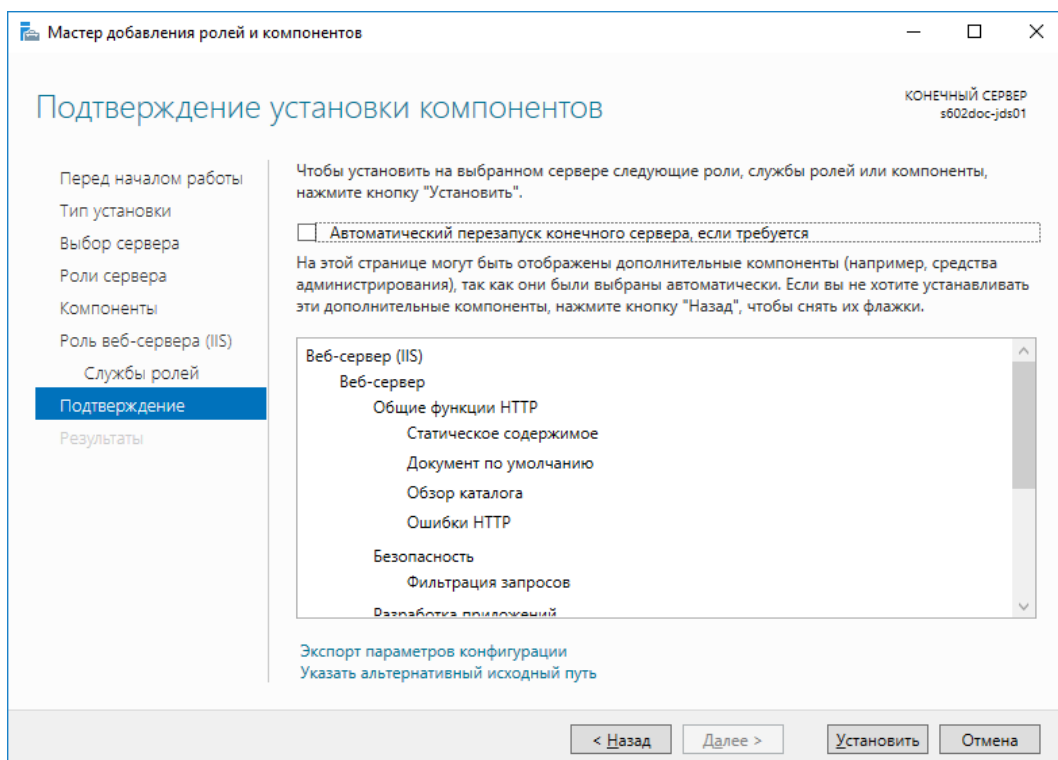 Мастер добавления ролей и компонентов
Подтверждение установки компонентов
КОНЕЧНЫЙ СЕРВЕР
s602doc-jds01
Перед началом работы
Тип установки
Выбор сервера
Роли сервера
Компоненты
Роль веб-сервера (IIS)
Службы ролей
Подтверждение
Результаты
Чтобы установить на выбранном сервере следующие роли, службы ролей или компоненты,
нажмите кнопку "Установить".
Автоматический перезапуск конечного сервера, если требуется
На этой странице могут быть отображены дополнительные компоненты (например, средства
администрирования), так как они были выбраны автоматически. Если вы не хотите устанавливать
эти дополнительные компоненты, нажмите кнопку "Назад", чтобы снять их флажки.
Веб-сервер (IIS)
Веб-сервер
Общие функции HTTP
Статическое содержимое
Документ по умолчанию
Обзор каталога
Ошибки HTTP
Безопасность
Фильтрация запросов
Разработка приложений
Экспорт параметров конфигурации
Указать альтернативный исходный путь
< Назад
Далее >
Установить
Отмена